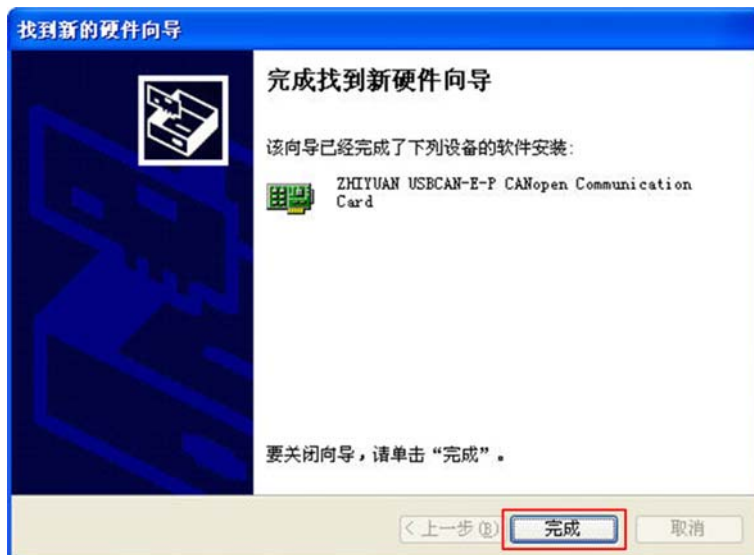 找到新的硬件向导
完成找到新硬件向导
该向导已经完成了下列设备的软件安装:
ZHIYUAN USBCAN-E-P CANopen Communication
Card
要关闭向导，请单击“完成”。
< 上一步(B) 完成 取消